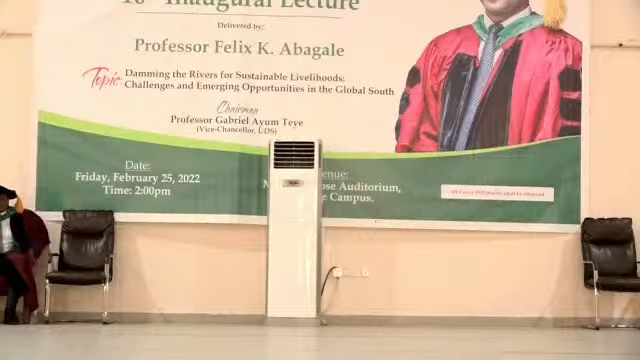 Inaugural Lecture
Delivered by:
Professor Felix K. Abagale
Topic: Damming the Rivers for Sustainable Livelihoods:
Challenges and Emerging Opportunities in the Global South
Chairman
Professor Gabriel Ayum Teye
(Vice-Chancellor, UDS)
Date:
Friday, February 25, 2022
Time: 2:00pm
enue:
ose Auditorium,
Campus.